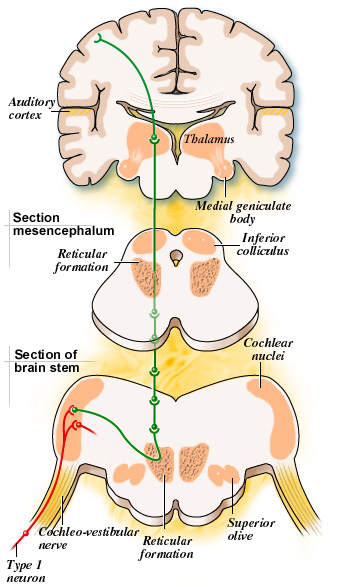 Auditory
cortex
Thalamus
Medial geniculate
body
Section
mesencephalum
Reticular
formation
Inferior
colliculus
Section of
brain stem
Cochlear
nuclei
Cochleo-vestibular
nerve
Type I
neuron
Reticular
formation
Superior
olive